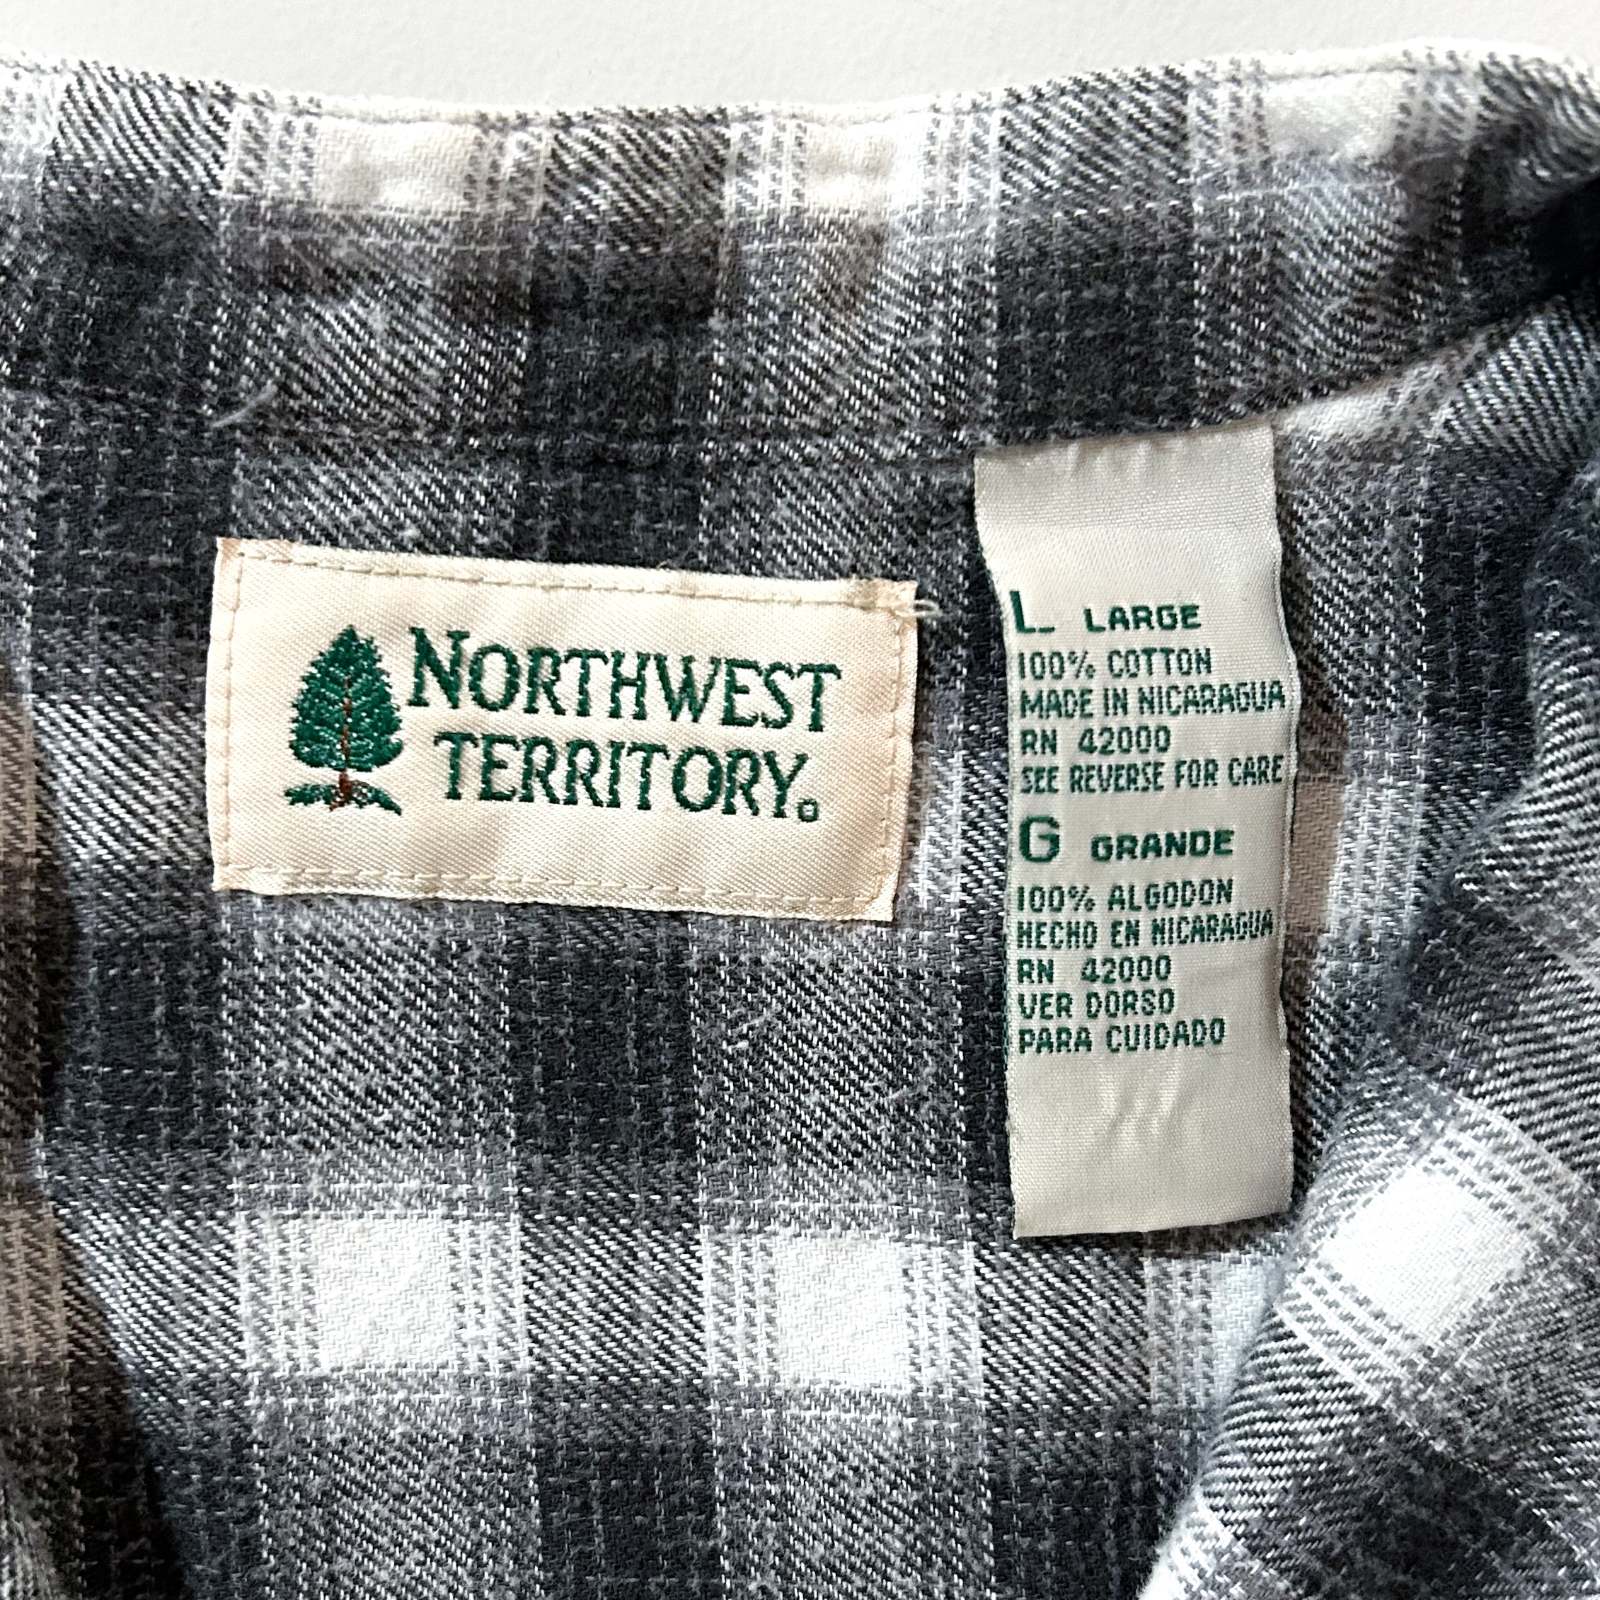 NORTHWEST
TERRITORY
L LARGE
100% COTTON
MADE IN NICARAGUA
RN 42000
SEE REVERSE FOR CARE
G GRANDE
100% ALGODON
HECHO EN NICARAGUA
RN 42000
VER DORSO
PARA CUIDADO